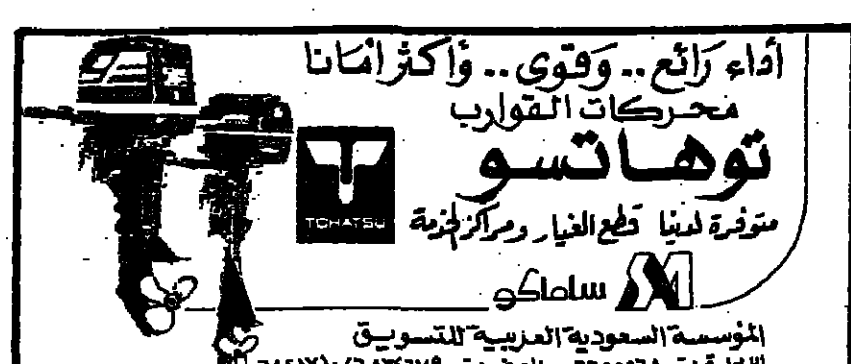 أداء رائع .. وقوي .. وأكثر أمانا
محركات القوارب
توهاتسو
TOHATSU
متوفرة لدينا قطع الغيار ومراكز لخدمة
ساماكو
المؤسسة السعودية العربية للتسويق